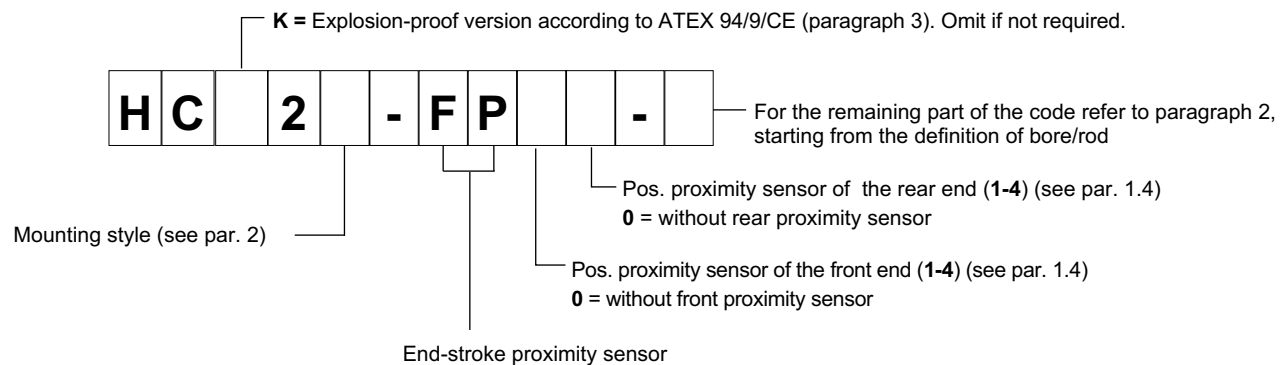 K = Explosion-proof version according to ATEX 94/9/CE (paragraph 3). Omit if not required.
H C 2 - F P -
For the remaining part of the code refer to paragraph 2,
starting from the definition of bore/rod
Pos. proximity sensor of the rear end (1-4) (see par. 1.4)
0 = without rear proximity sensor
Mounting style (see par. 2)
Pos. proximity sensor of the front end (1-4) (see par. 1.4)
0 = without front proximity sensor
End-stroke proximity sensor